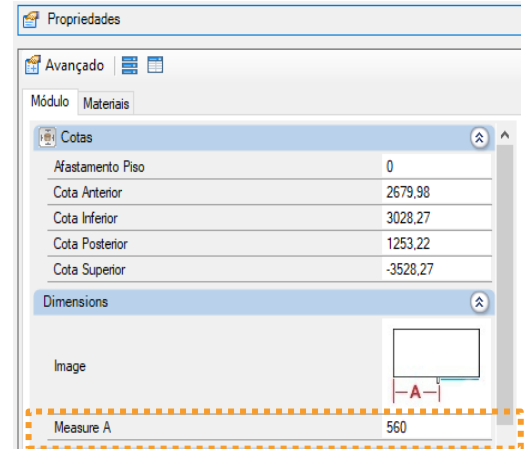 Propriedades
Avançado
Módulo Materiais
Cotas
Afastamento Piso 0
Cota Anterior 2679,98
Cota Inferior 3028,27
Cota Posterior 1253,22
Cota Superior -3528,27
Dimensions
Image
A
Measure A 560